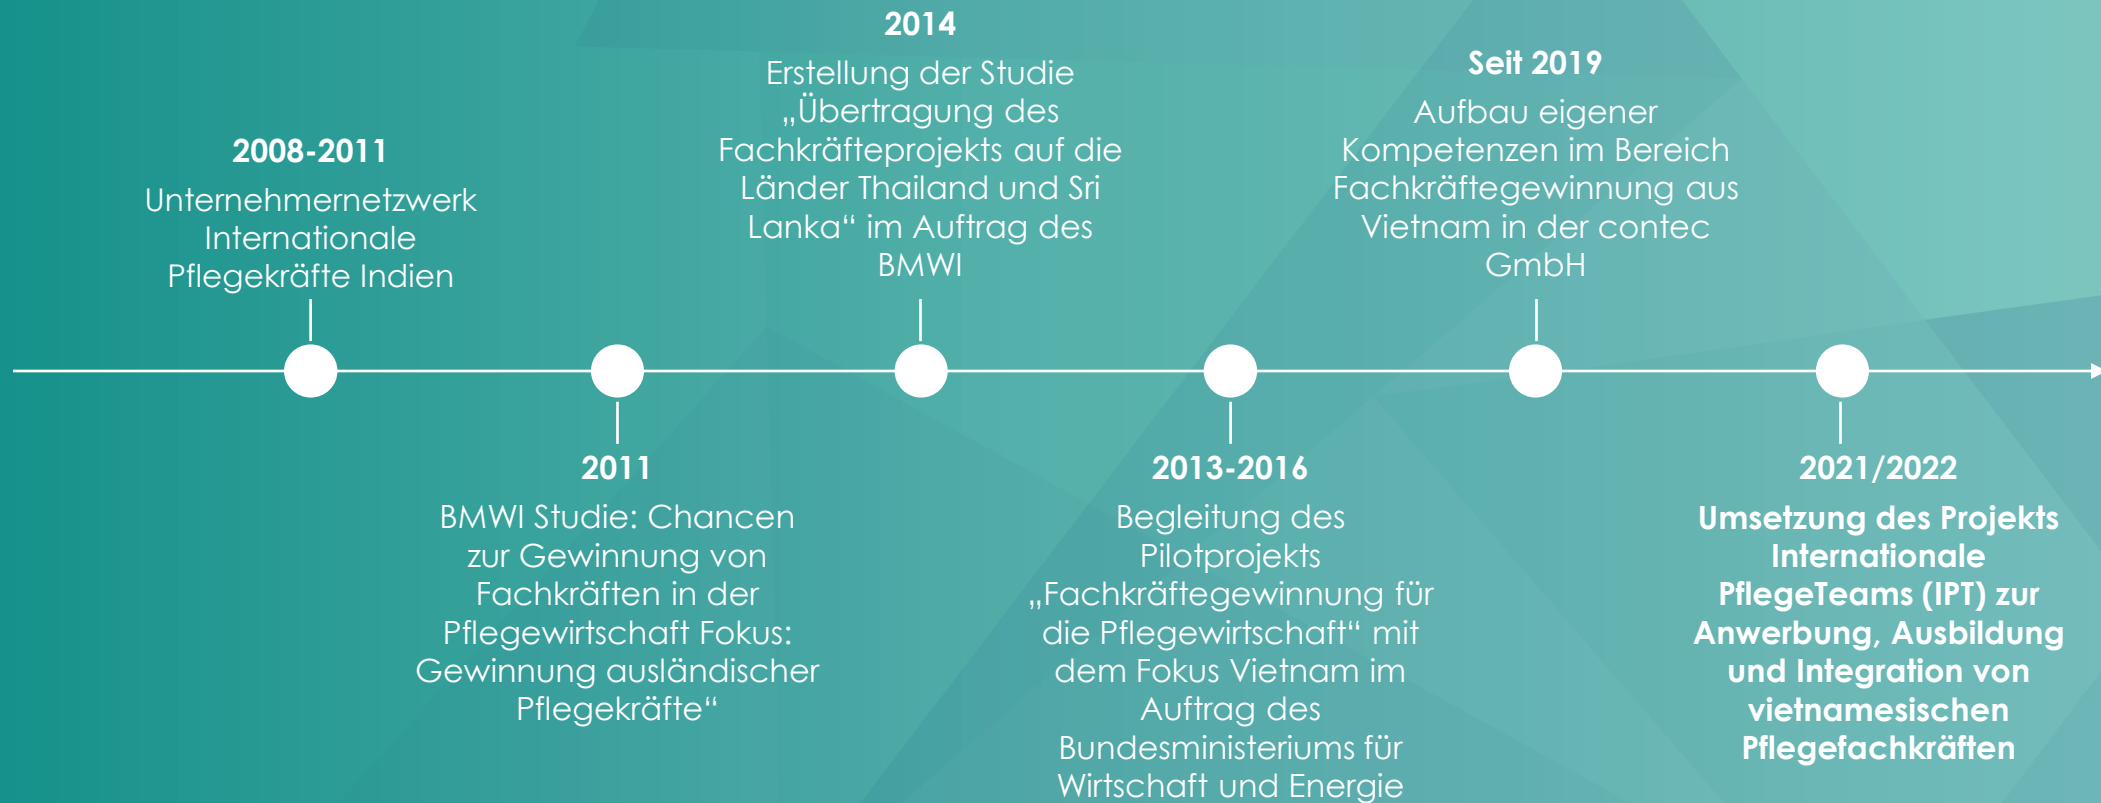 2008-2011
Unternehmernetzwerk
Internationale
Pflegekräfte Indien
2011
BMWI Studie: Chancen
zur Gewinnung von
Fachkräften in der
Pflegewirtschaft Fokus:
Gewinnung ausländischer
Pflegekräfte“
2014
Erstellung der Studie
„Übertragung des
Fachkräfteprojekts auf die
Länder Thailand und Sri
Lanka“ im Auftrag des
BMWI
2013-2016
Begleitung des
Pilotprojekts
„Fachkräftegewinnung für
die Pflegewirtschaft“ mit
dem Fokus Vietnam im
Auftrag des
Bundesministeriums für
Wirtschaft und Energie
Seit 2019
Aufbau eigener
Kompetenzen im Bereich
Fachkräftegewinnung aus
Vietnam in der contec
GmbH
2021/2022
Umsetzung des Projekts
Internationale
PflegeTeams (IPT) zur
Anwerbung, Ausbildung
und Integration von
vietnamesischen
Pflegefachkräften